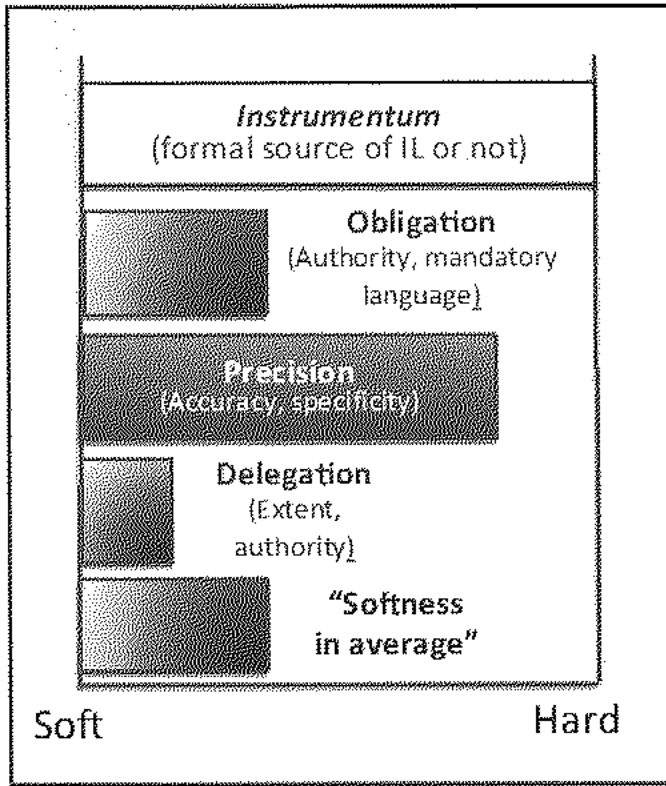 Instrumentum
(formal source of IL or not)
Obligation
(Authority, mandatory
language)
Precision
(Accuracy, specificity)
Delegation
(Extent,
authority)
“Softness
in average”
Soft
Hard